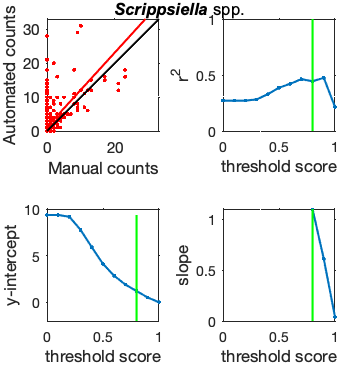 Scrippsiella spp.
Automated counts
30
20
10
0
0 20
Manual counts
r2
1
0.5
0
0 0.5 1
threshold score
y-intercept
10
5
0
0 0.5 1
threshold score
slope
1
0.5
0
0 0.5 1
threshold score